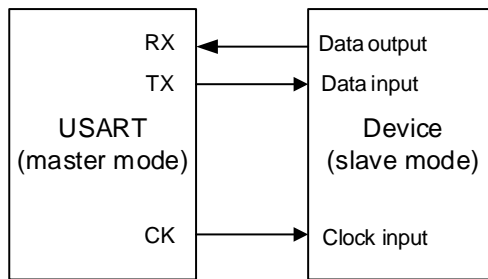 RX
Data output
TX
Data input
USART
(master mode)
Device
(slave mode)
CK
Clock input